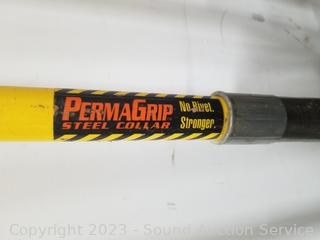 PERMAGRIP
STEEL COLLAR
No Rivet.
Stronger.
Copyright 2023 - Sound Auction Service